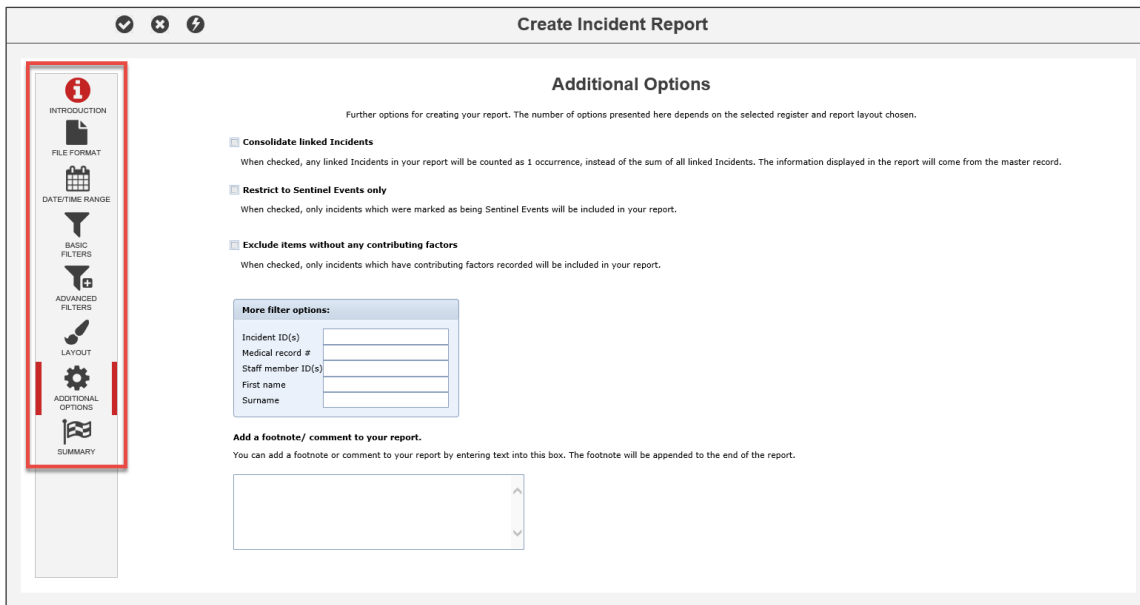 Create Incident Report
INTRODUCTION
FILE FORMAT
DATE/TIME RANGE
BASIC
FILTERS
ADVANCED
FILTERS
LAYOUT
ADDITIONAL
OPTIONS
SUMMARY
Additional Options
Further options for creating your report. The number of options presented here depends on the selected register and report layout chosen.
Consolidate linked Incidents
When checked, any linked Incidents in your report will be counted as 1 occurrence, instead of the sum of all linked Incidents. The information displayed in the report will come from the master record.
Restrict to Sentinel Events only
When checked, only incidents which were marked as being Sentinel Events will be included in your report.
Exclude items without any contributing factors
When checked, only incidents which have contributing factors recorded will be included in your report.
More filter options:
Incident ID(s)
Medical record #
Staff member ID(s)
First name
Surname
Add a footnote/ comment to your report.
You can add a footnote or comment to your report by entering text into this box. The footnote will be appended to the end of the report.